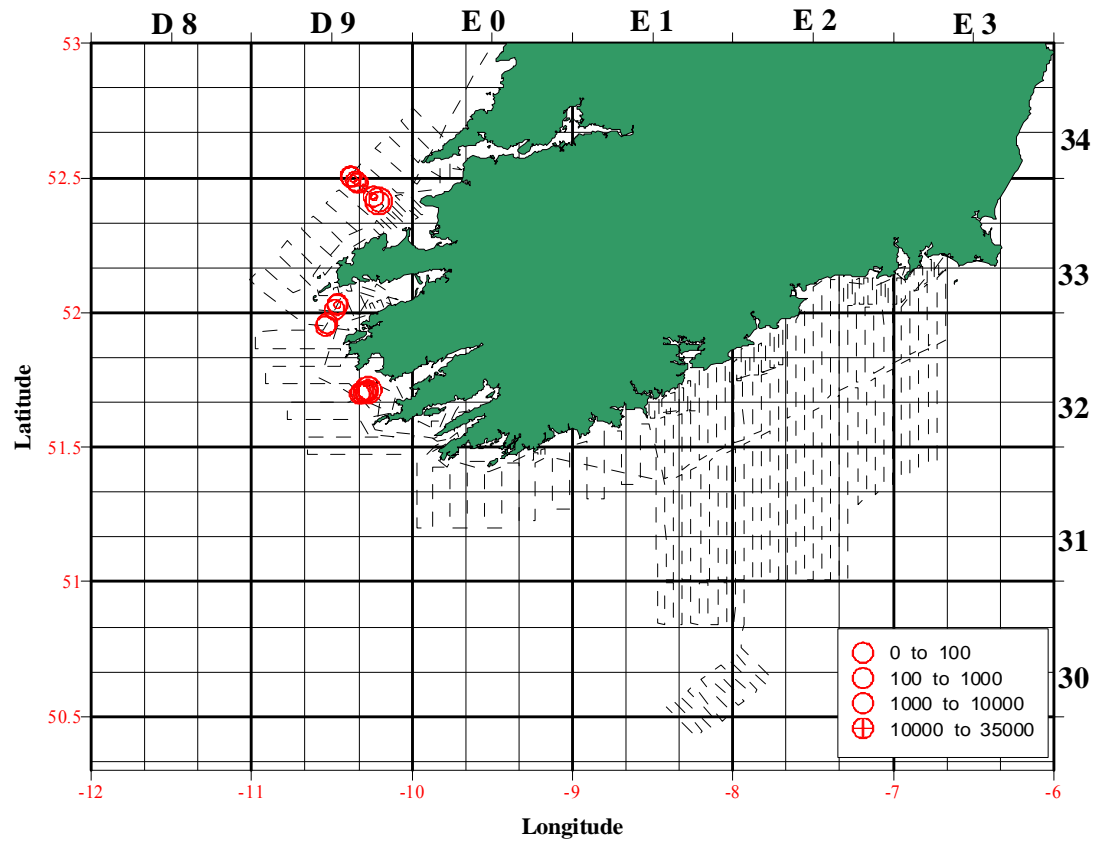 D 8 D 9 E 0 E 1 E 2 E 3
53
34
52.5
33
52
Latitude
32
51.5
31
51
0 to 100
100 to 1000
30
1000 to 10000
50.5
10000 to 35000
-12 -11 -10 -9 -8 -7 -6
Longitude